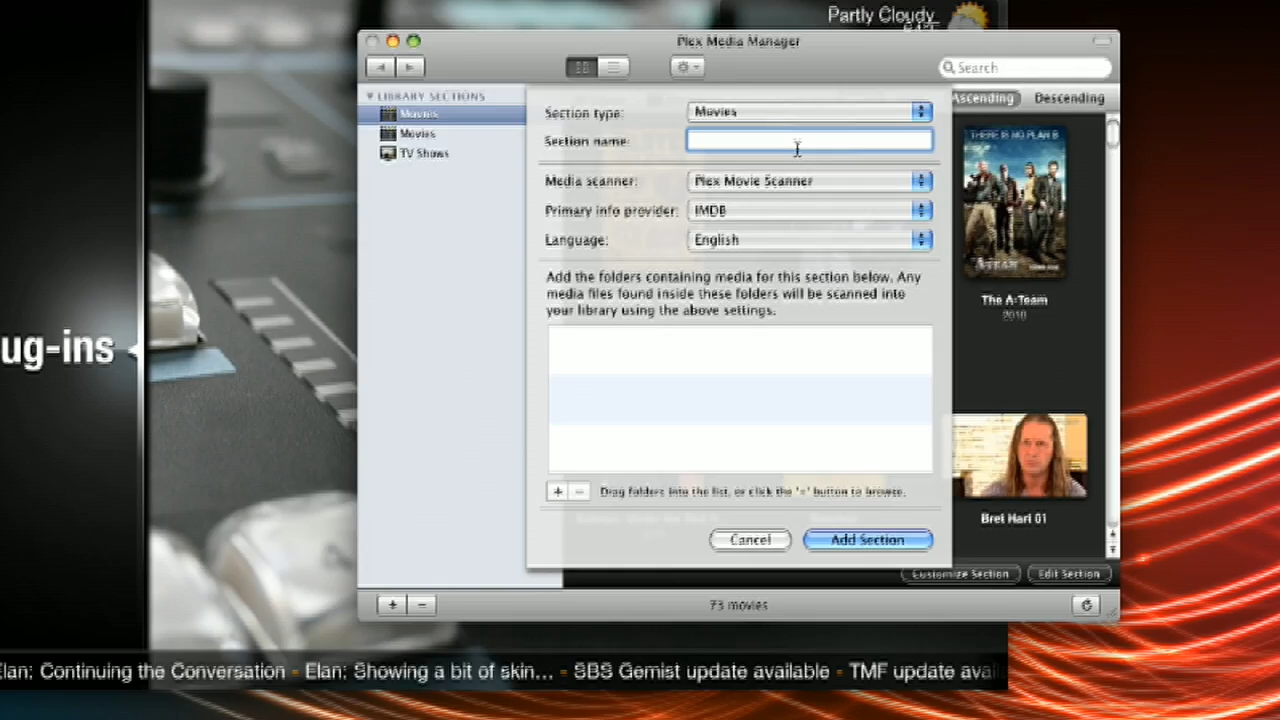 Partly Cloudy
Plex Media Manager
Search
LIBRARY SECTIONS
Movies
Movies
TV Shows
Section type: Movies
Section name:
Media scanner: Plex Movie Scanner
Primary info provider: IMDB
Language: English
Add the folders containing media for this section below. Any
media files found inside these folders will be scanned into
your library using the above settings.
+ − Drag folders into the list, or click the '+' button to browse.
Cancel Add Section
Ascending Descending
THERE IS NO PLAN B
The A-Team
2010
Bret Hart 01
Customize Section Edit Section
+ − 73 movies
ug-ins
Elan: Continuing the Conversation Elan: Showing a bit of skin... SBS Gemist update available TMF update avai